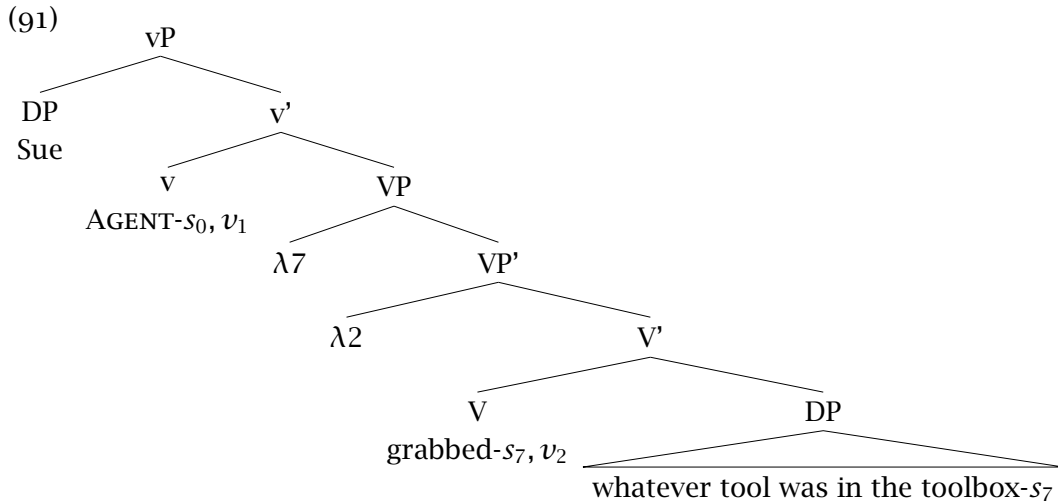 (91)
vP
DP
v'
Sue
v
VP
AGENT-s₀, v₁
λ7
VP'
λ2
V'
V
DP
grabbed-s₇, v₂
whatever tool was in the toolbox-s₇